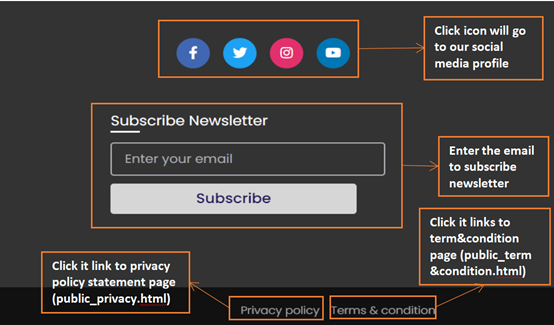 Click icon will go
to our social
media profile
Subscribe Newsletter
Enter your email
Subscribe
Enter the email
to subscribe
newsletter
Click it links to
term&condition
page (public_term
&condition.html)
Click it link to privacy
policy statement page
(public_privacy.html)
Privacy policy
Terms & condition